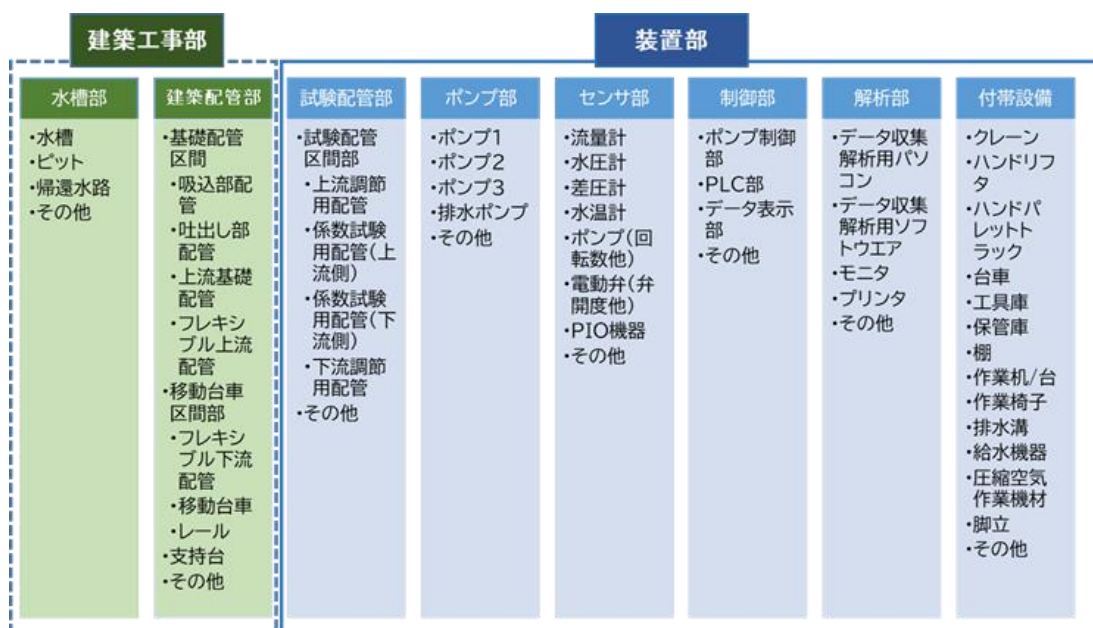 建築工事部
装置部
水槽部
・水槽
・ピット
・帰還水路
・その他
建築配管部
・基礎配管
区間
・吸込部配
管
・吐出し部
配管
・上流基礎
配管
・フレキシ
ブル上流
配管
・移動台車
区間部
・フレキシ
ブル下流
配管
・移動台車
・レール
・支持台
・その他
試験配管部
・試験配管
区間部
・上流調節
用配管
・係数試験
用配管(上
流側)
・係数試験
用配管(下
流側)
・下流調節
用配管
・その他
ポンプ部
・ポンプ1
・ポンプ2
・ポンプ3
・排水ポンプ
・その他
センサ部
・流量計
・水圧計
・差圧計
・水温計
・ポンプ(回
転数他)
・電動弁(弁
開度他)
・PIO機器
・その他
制御部
・ポンプ制御
部
・PLC部
・データ表示
部
・その他
解析部
・データ収集
解析用パソ
コン
・データ収集
解析用ソフ
トウエア
・モニタ
・プリンタ
・その他
付帯設備
・クレーン
・ハンドリフ
タ
・ハンドパ
レットト
ラック
・台車
・工具庫
・保管庫
・棚
・作業机/台
・作業椅子
・排水溝
・給水機器
・圧縮空気
作業機材
・脚立
・その他